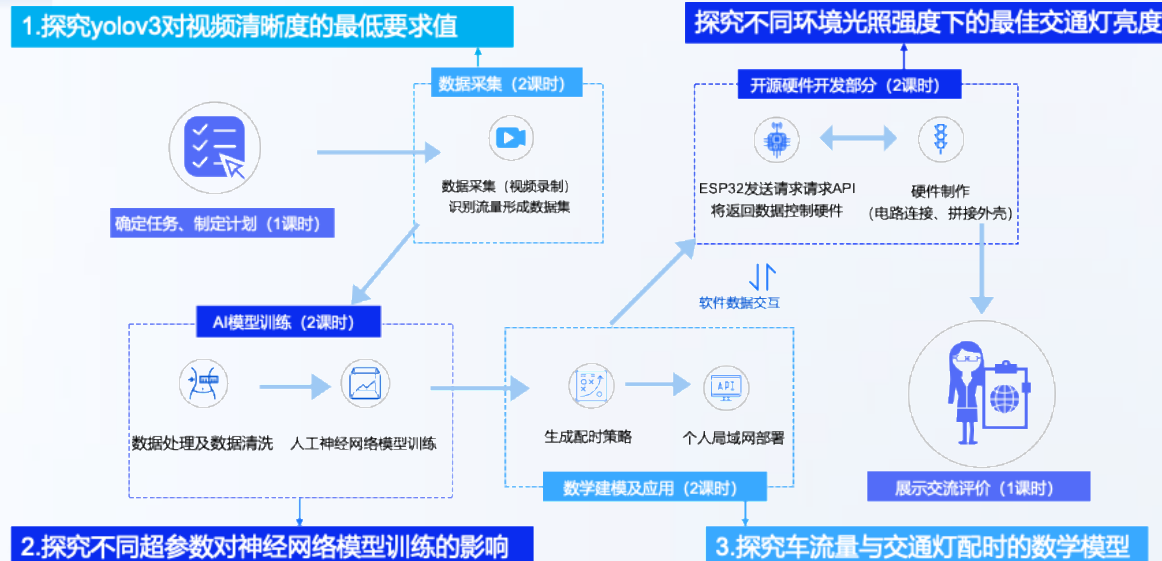 1.探究yolov3对视频清晰度的最低要求值
探究不同环境光照强度下的最佳交通灯亮度
数据采集（2课时）
开源硬件开发部分（2课时）
数据采集（视频录制）
识别流量形成数据集
ESP32发送请求请求API
将返回数据控制硬件
硬件制作
（电路连接、拼接外壳）
确定任务、制定计划（1课时）
软件数据交互
AI模型训练（2课时）
API
数据处理及数据清洗
人工神经网络模型训练
生成配时策略
个人局域网部署
数学建模及应用（2课时）
展示交流评价（1课时）
2.探究不同超参数对神经网络模型训练的影响
3.探究车流量与交通灯配时的数学模型